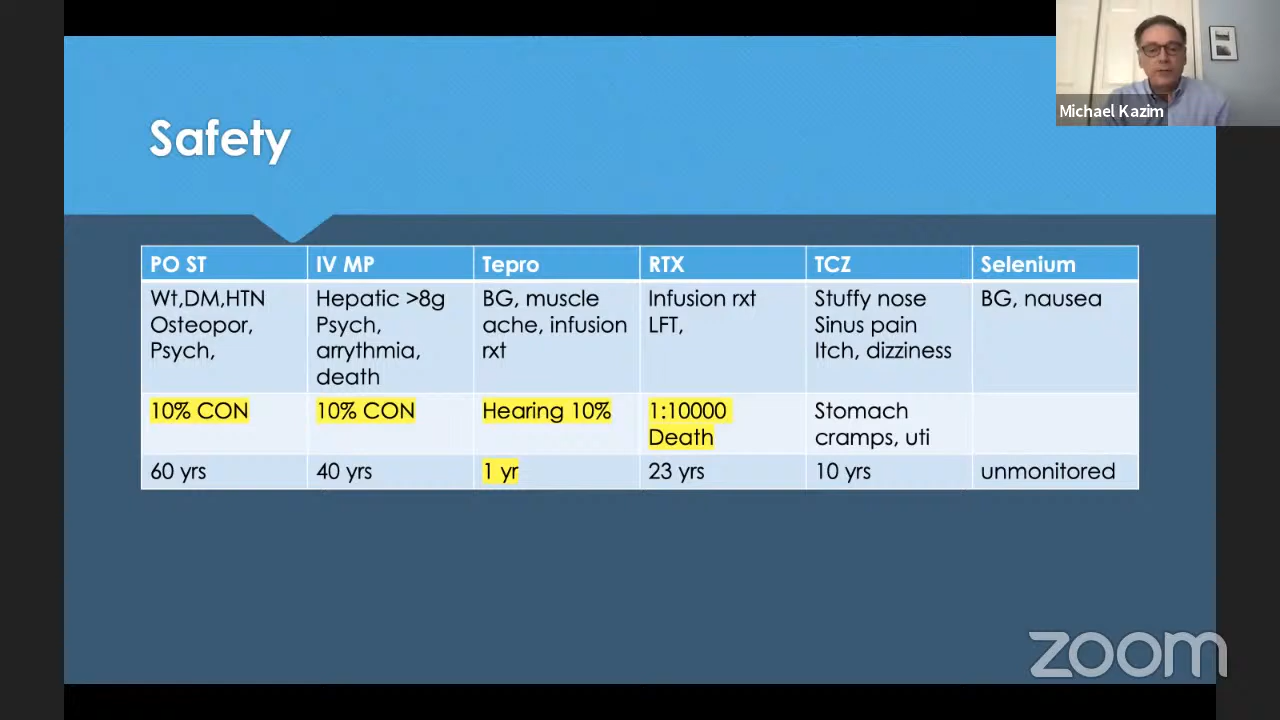 Michael Kazim
Safety
PO ST
IV MP
Tepro
RTX
TCZ
Selenium
Wt,DM,HTN
Osteopor,
Psych,
Hepatic >8g
Psych,
arrythmia,
death
BG, muscle
ache, infusion
rxt
Infusion rxt
LFT,
Stuffy nose
Sinus pain
Itch, dizziness
BG, nausea
10% CON
10% CON
Hearing 10%
1:10000
Death
Stomach
cramps, uti
60 yrs
40 yrs
1 yr
23 yrs
10 yrs
unmonitored
zoom